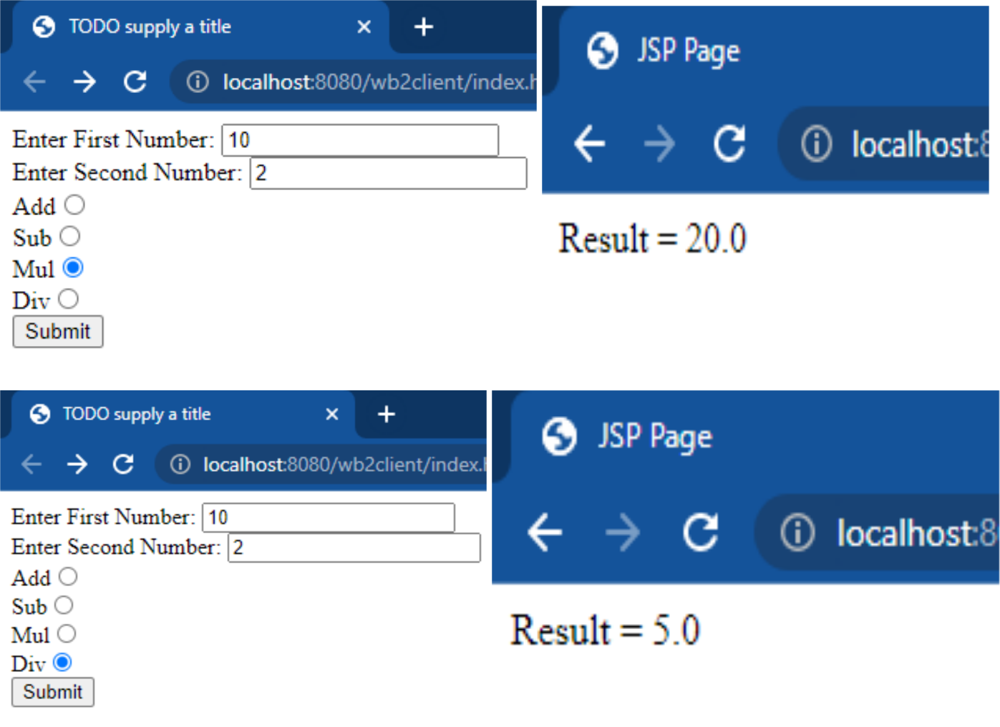 TODO supply a title
localhost:8080/wb2client/index.h
Enter First Number: 10
Enter Second Number: 2
Add
Sub
Mul
Div
Submit
JSP Page
localhost:8
Result = 20.0
TODO supply a title
localhost:8080/wb2client/index.
Enter First Number: 10
Enter Second Number: 2
Add
Sub
Mul
Div
Submit
JSP Page
localhost:8
Result = 5.0